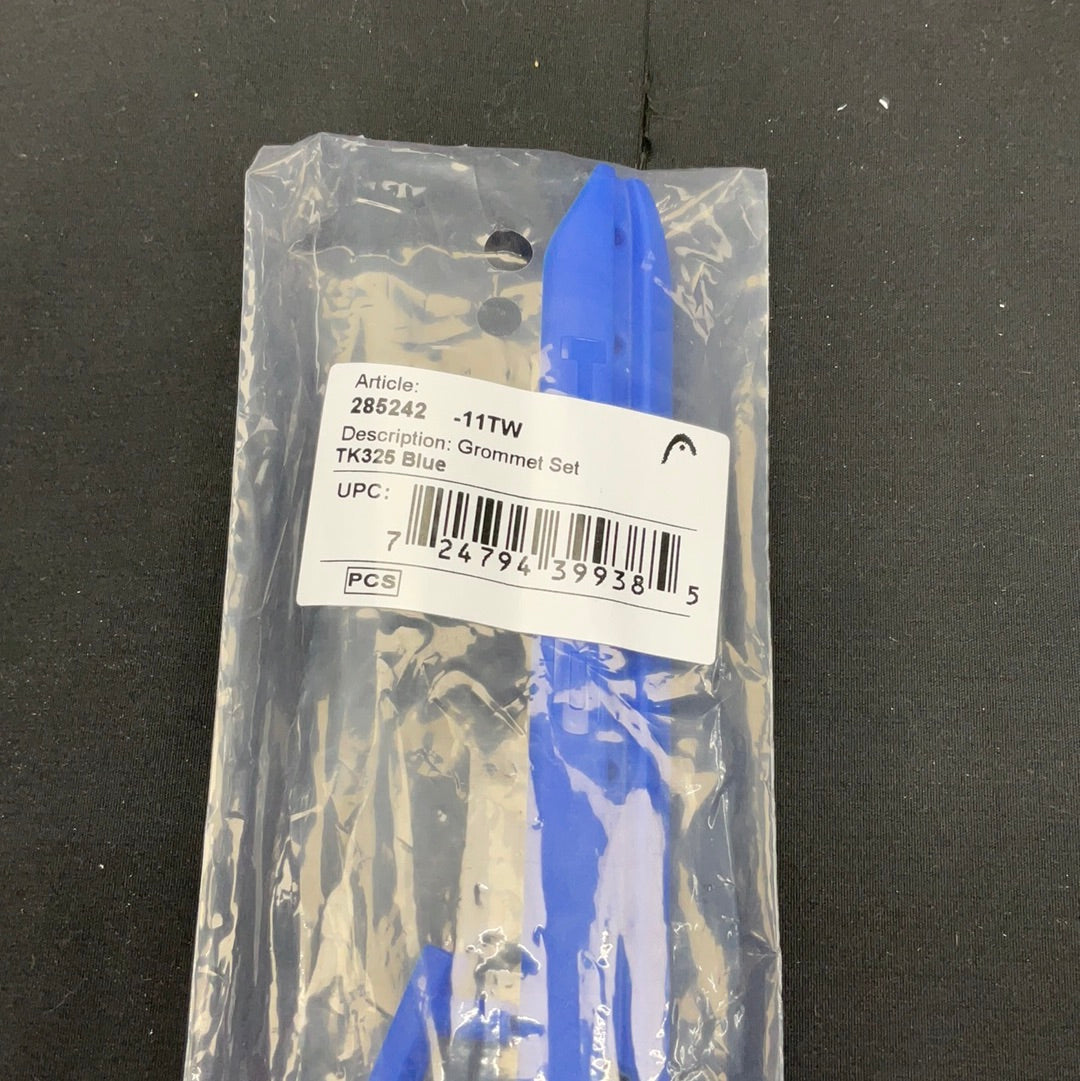 Article:
285242 -11TW
Description: Grommet Set
TK325 Blue
UPC:
7 24794 39938 5
PCS